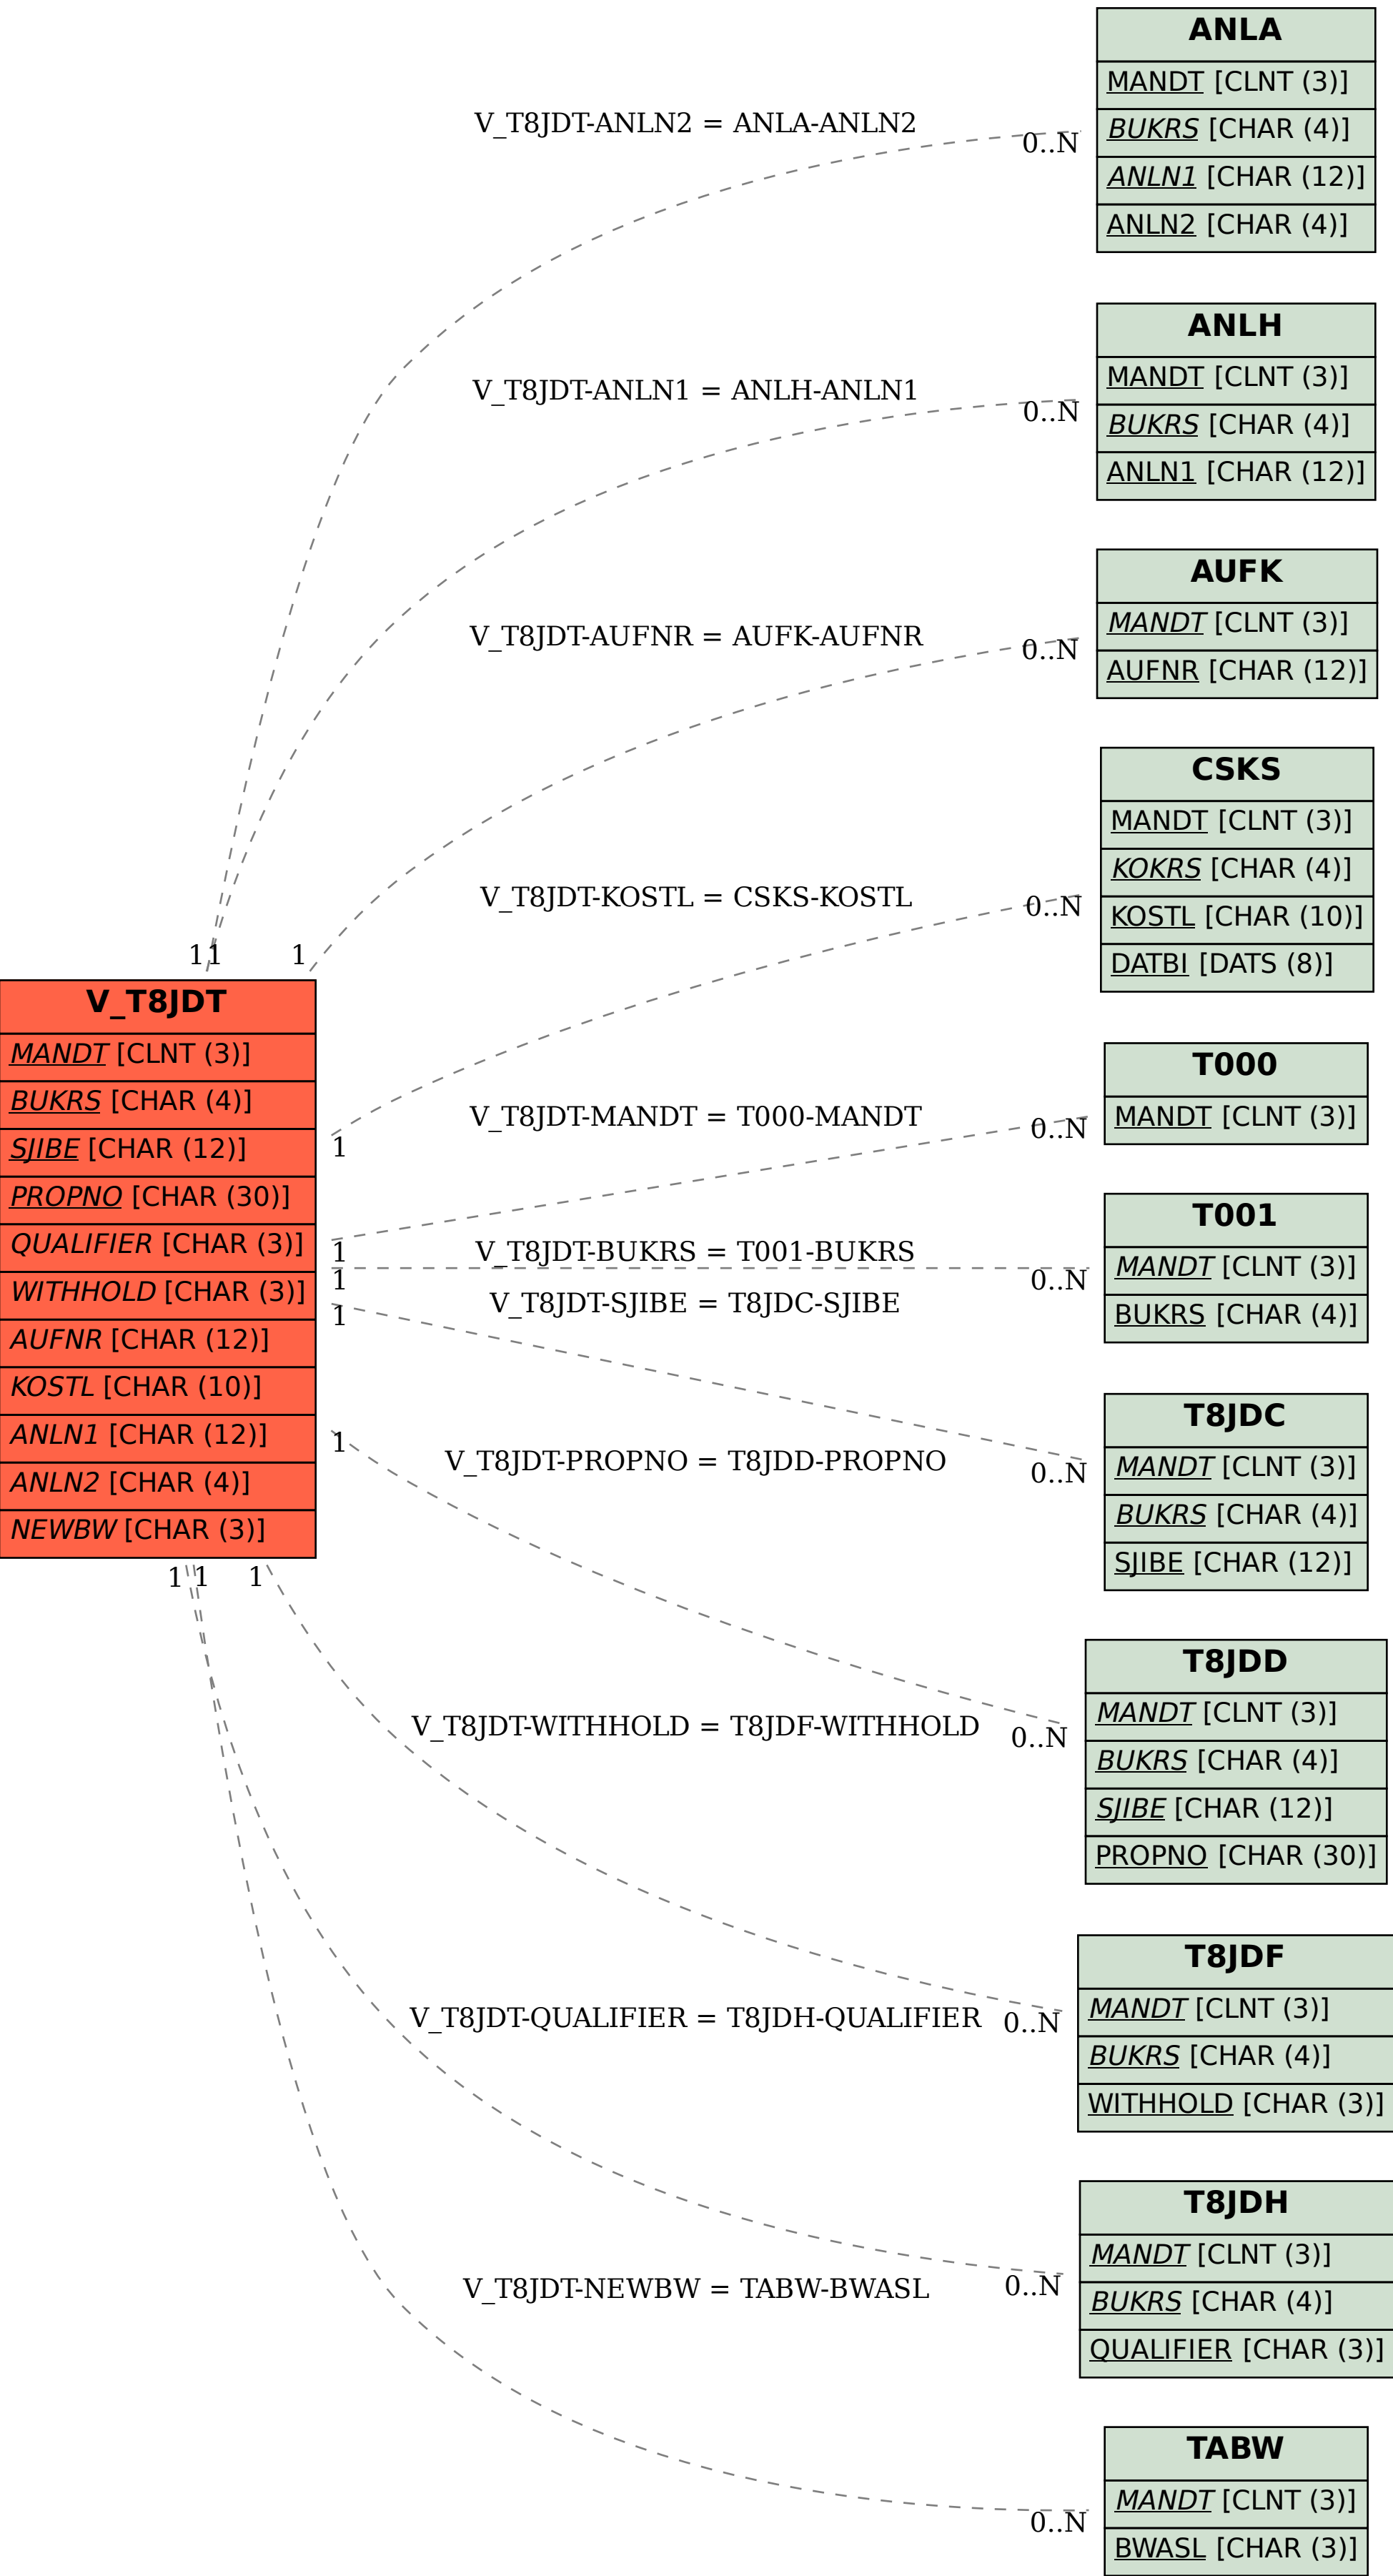 ANLA
MANDT [CLNT (3)]
BUKRS [CHAR (4)]
ANLN1 [CHAR (12)]
ANLN2 [CHAR (4)]
V_T8JDT-ANLN2 = ANLA-ANLN2
0..N
ANLH
MANDT [CLNT (3)]
BUKRS [CHAR (4)]
ANLN1 [CHAR (12)]
V_T8JDT-ANLN1 = ANLH-ANLN1
0..N
AUFK
MANDT [CLNT (3)]
AUFNR [CHAR (12)]
V_T8JDT-AUFNR = AUFK-AUFNR
0..N
CSKS
MANDT [CLNT (3)]
KOKRS [CHAR (4)]
KOSTL [CHAR (10)]
DATBI [DATS (8)]
V_T8JDT-KOSTL = CSKS-KOSTL
0..N
1
1
1
V_T8JDT
MANDT [CLNT (3)]
BUKRS [CHAR (4)]
SJIBE [CHAR (12)]
PROPNO [CHAR (30)]
QUALIFIER [CHAR (3)]
WITHHOLD [CHAR (3)]
AUFNR [CHAR (12)]
KOSTL [CHAR (10)]
ANLN1 [CHAR (12)]
ANLN2 [CHAR (4)]
NEWBW [CHAR (3)]
1
1
1
1
1
1
1
1
T000
MANDT [CLNT (3)]
V_T8JDT-MANDT = T000-MANDT
0..N
T001
MANDT [CLNT (3)]
BUKRS [CHAR (4)]
V_T8JDT-BUKRS = T001-BUKRS
0..N
V_T8JDT-SJIBE = T8JDC-SJIBE
T8JDC
MANDT [CLNT (3)]
BUKRS [CHAR (4)]
SJIBE [CHAR (12)]
0..N
V_T8JDT-PROPNO = T8JDD-PROPNO
T8JDD
MANDT [CLNT (3)]
BUKRS [CHAR (4)]
SJIBE [CHAR (12)]
PROPNO [CHAR (30)]
0..N
V_T8JDT-WITHHOLD = T8JDF-WITHHOLD
T8JDF
MANDT [CLNT (3)]
BUKRS [CHAR (4)]
WITHHOLD [CHAR (3)]
0..N
V_T8JDT-QUALIFIER = T8JDH-QUALIFIER
T8JDH
MANDT [CLNT (3)]
BUKRS [CHAR (4)]
QUALIFIER [CHAR (3)]
0..N
V_T8JDT-NEWBW = TABW-BWASL
TABW
MANDT [CLNT (3)]
BWASL [CHAR (3)]
0..N